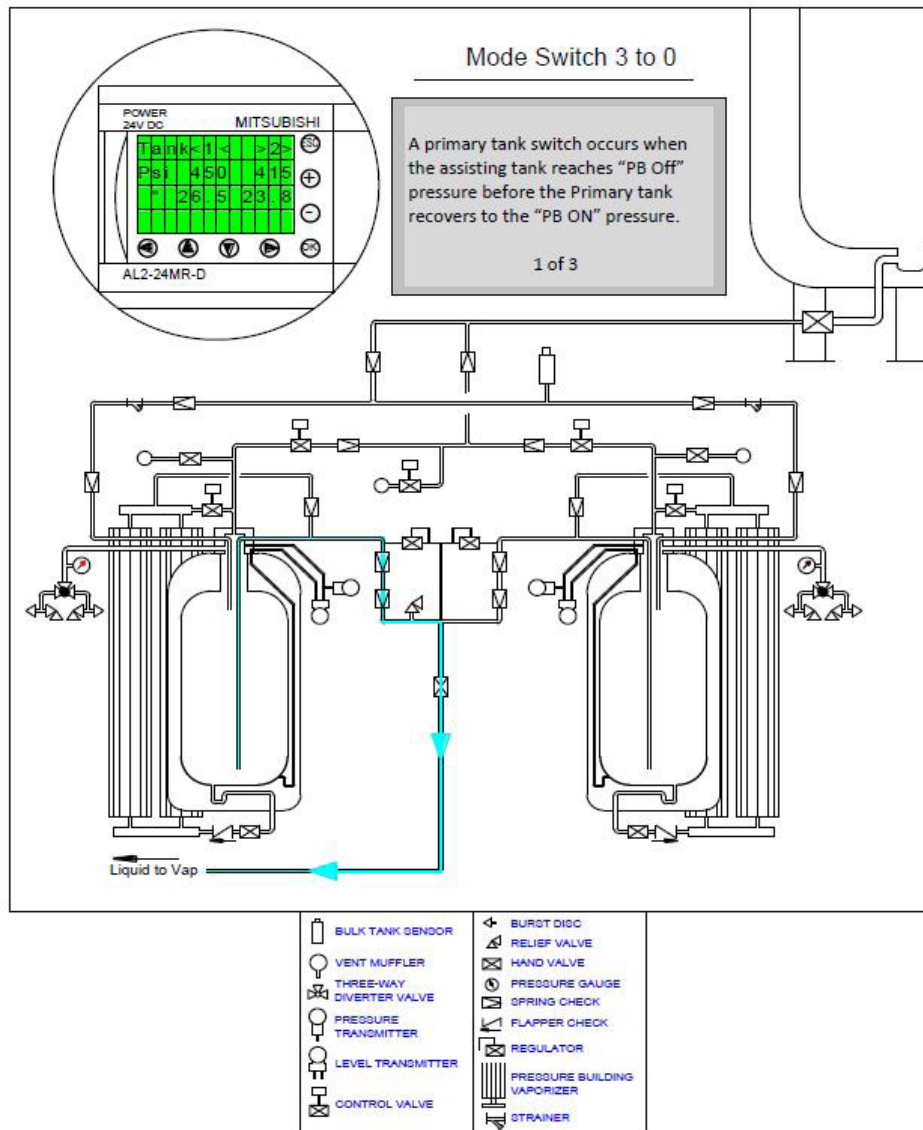 Mode Switch 3 to 0
POWER
24V DC
MITSUBISHI
Tank<1< >2>
Psi 450 415
" 26.5 23.8
ESC
+
-
OK
AL2-24MR-D
A primary tank switch occurs when
the assisting tank reaches “PB Off”
pressure before the Primary tank
recovers to the “PB ON” pressure.
1 of 3
Liquid to Vap
BULK TANK SENSOR
VENT MUFFLER
THREE-WAY
DIVERTER VALVE
PRESSURE
TRANSMITTER
LEVEL TRANSMITTER
CONTROL VALVE
BURST DISC
RELIEF VALVE
HAND VALVE
PRESSURE GAUGE
SPRING CHECK
FLAPPER CHECK
REGULATOR
PRESSURE BUILDING
VAPORIZER
STRAINER